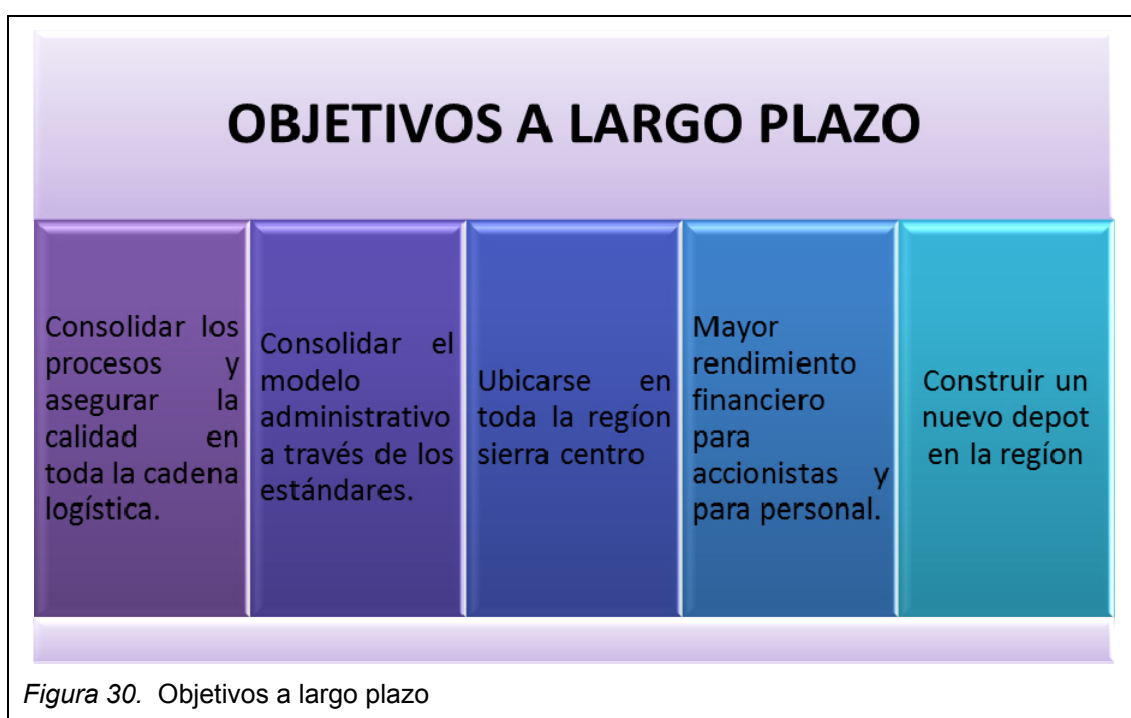 OBJETIVOS A LARGO PLAZO
Consolidar los
procesos y
asegurar la
calidad en
toda la cadena
logística.
Consolidar el
modelo
administrativo
a través de los
estándares.
Ubicarse en
toda la regíon
sierra centro
Mayor
rendimiento
financiero
para
accionistas y
para personal.
Construir un
nuevo depot
en la regíon
Figura 30. Objetivos a largo plazo